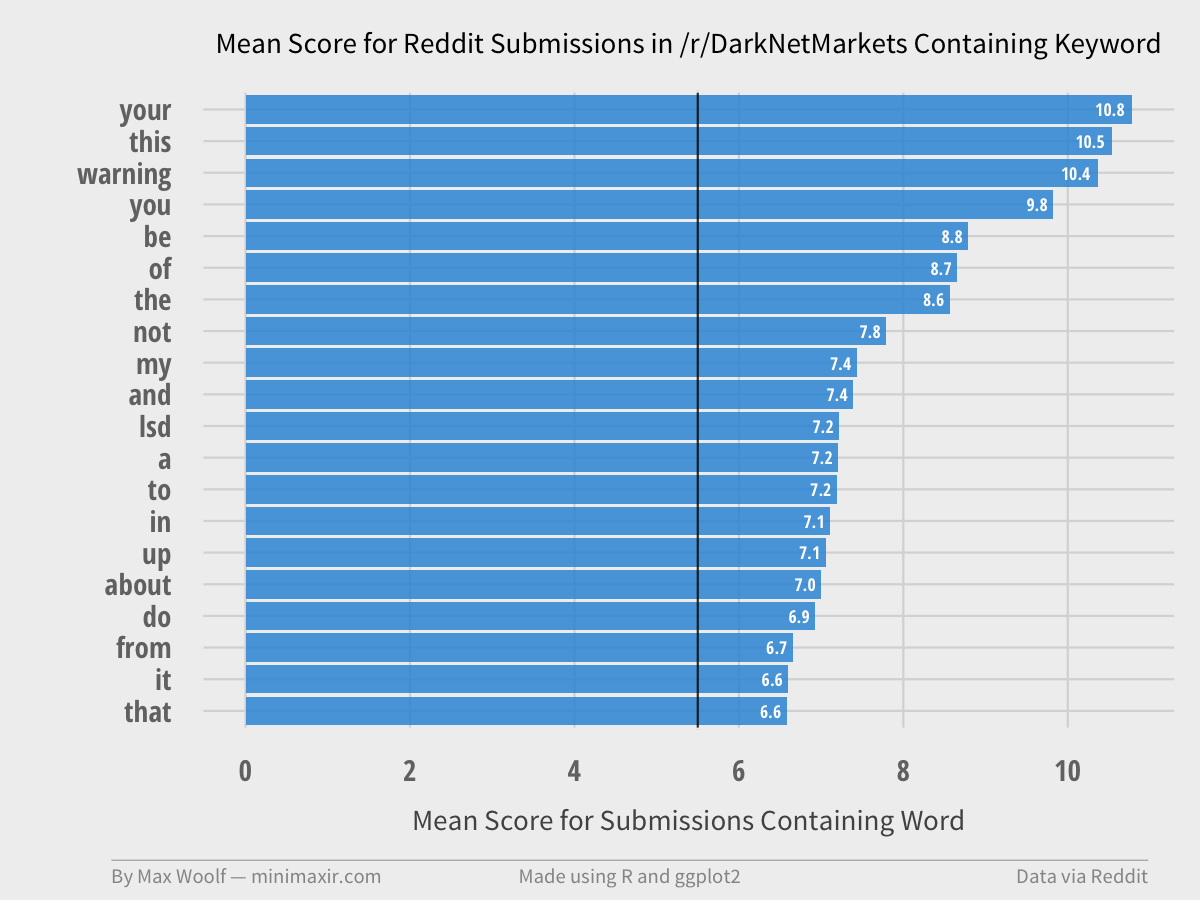 Mean Score for Reddit Submissions in /r/DarkNetMarkets Containing Keyword
your 10.8
this 10.5
warning 10.4
you 9.8
be 8.8
of 8.7
the 8.6
not 7.8
my 7.4
and 7.4
lsd 7.2
a 7.2
to 7.2
in 7.1
up 7.1
about 7.0
do 6.9
from 6.7
it 6.6
that 6.6
0 2 4 6 8 10
Mean Score for Submissions Containing Word
By Max Woolf — minimaxir.com Made using R and ggplot2 Data via Reddit